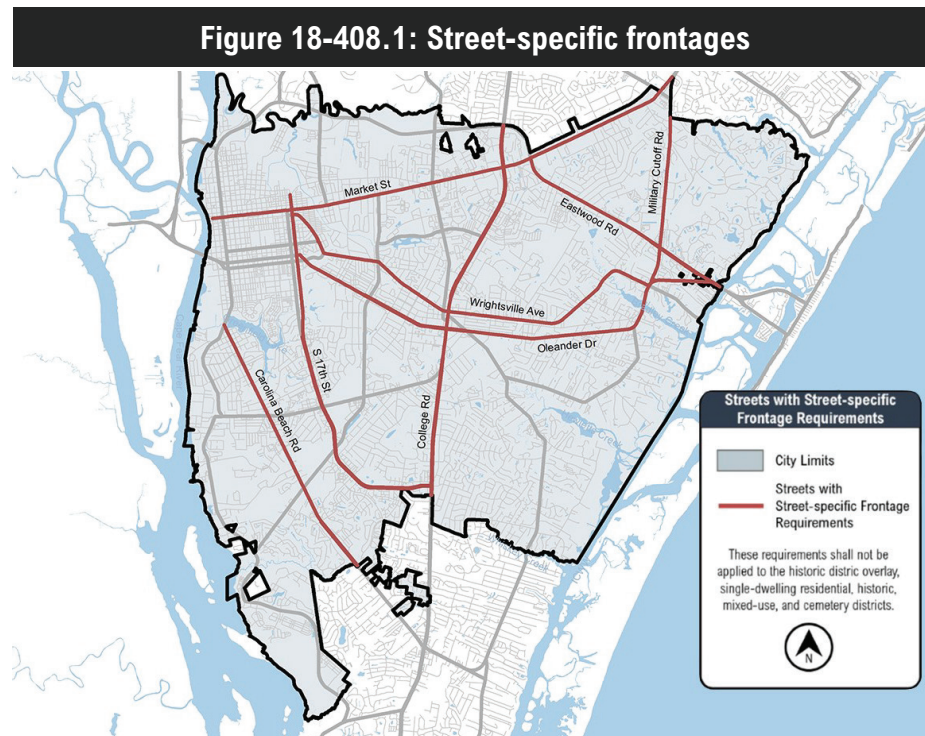 Figure 18-408.1: Street-specific frontages
Market St
Military Cutoff Rd
Eastwood Rd
Wrightsville Ave
Oleander Dr
S 17th St
Carolina Beach Rd
College Rd
Streets with Street-specific
Frontage Requirements
City Limits
Streets with
Street-specific Frontage
Requirements
These requirements shall not be
applied to the historic distric overlay,
single-dwelling residential, historic,
mixed-use, and cemetery districts.
N